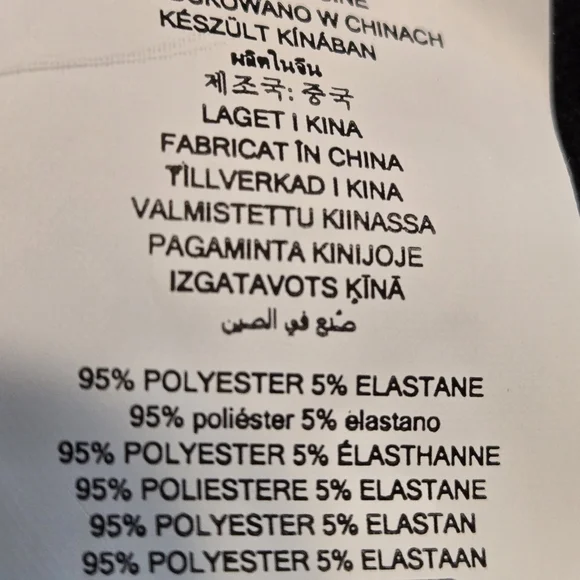 W CHINACH
KÉSZÜLT KÍNÁBAN
ผลิตในจีน
제조국: 중국
LAGET I KINA
FABRICAT ÎN CHINA
TILLVERKAD I KINA
VALMISTETTU KIINASSA
PAGAMINTA KINIJOJE
IZGATAVOTS ĶĪNĀ
صنع في الصين
95% POLYESTER 5% ELASTANE
95% poliéster 5% elastano
95% POLYESTER 5% ÉLASTHANNE
95% POLIESTERE 5% ELASTANE
95% POLYESTER 5% ELASTAN
95% POLYESTER 5% ELASTAAN